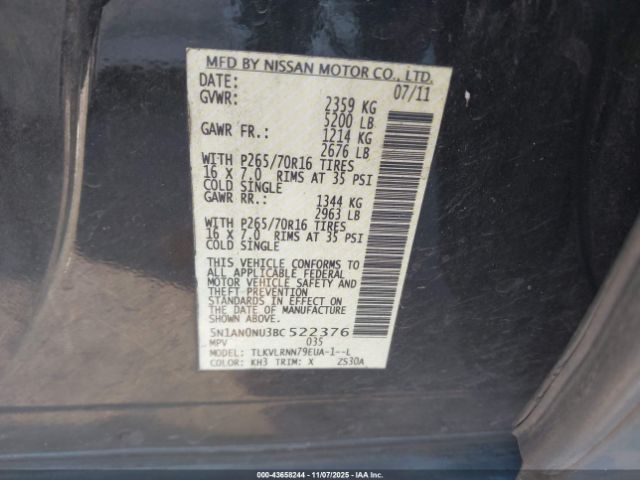 MFD BY NISSAN MOTOR CO., LTD.
DATE: 07/11
GVWR: 2359 KG
5200 LB
GAWR FR.: 1214 KG
2676 LB
WITH P265/70R16 TIRES
16 X 7.0 RIMS AT 35 PSI
COLD SINGLE
GAWR RR.: 1344 KG
2963 LB
WITH P265/70R16 TIRES
16 X 7.0 RIMS AT 35 PSI
COLD SINGLE
THIS VEHICLE CONFORMS TO
ALL APPLICABLE FEDERAL
MOTOR VEHICLE SAFETY AND
THEFT PREVENTION
STANDARDS IN EFFECT ON
THE DATE OF MANUFACTURE
SHOWN ABOVE.
5N1AN0NU3BC522376
MPV 035
MODEL: TLKVLRNN79EUA-1--L
COLOR: KH3 TRIM: X ZS30A
000-43658244 - 11/07/2025 - IAA Inc.